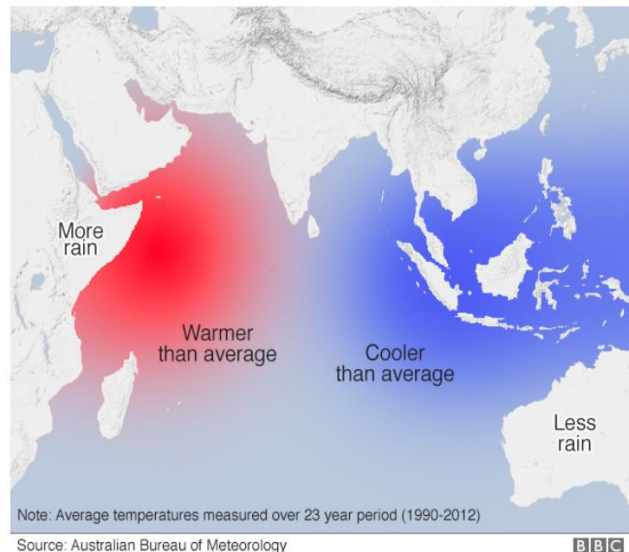 More
rain
Warmer
than average
Cooler
than average
Less
rain
Note: Average temperatures measured over 23 year period (1990-2012)
Source: Australian Bureau of Meteorology
BBC